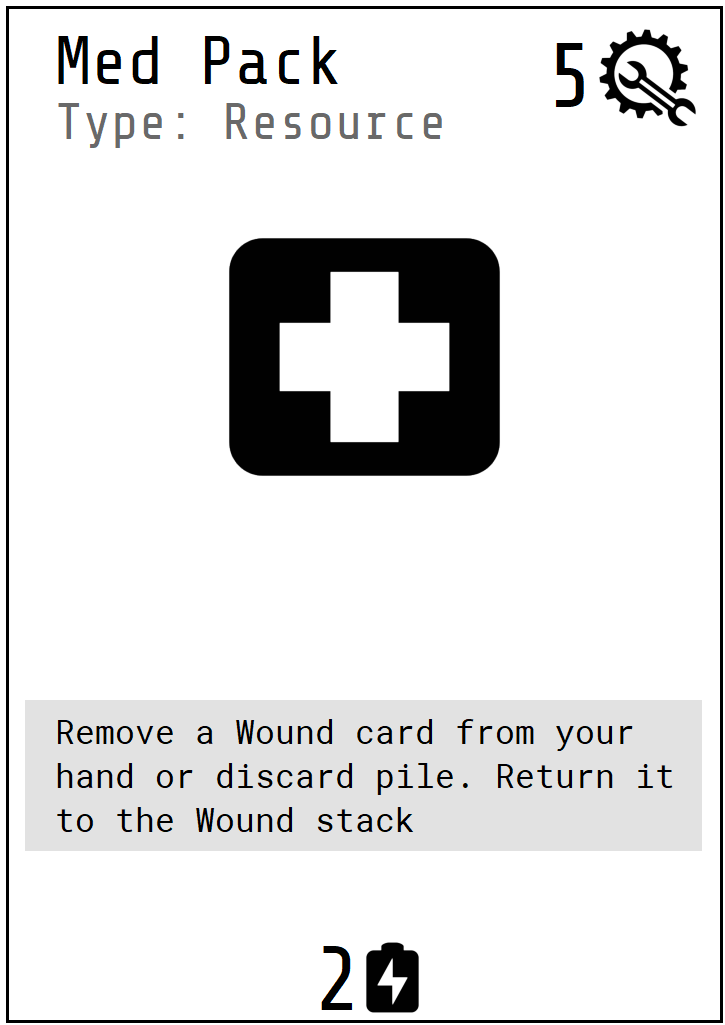 Med Pack
5
Type: Resource
Remove a Wound card from your
hand or discard pile. Return it
to the Wound stack
2